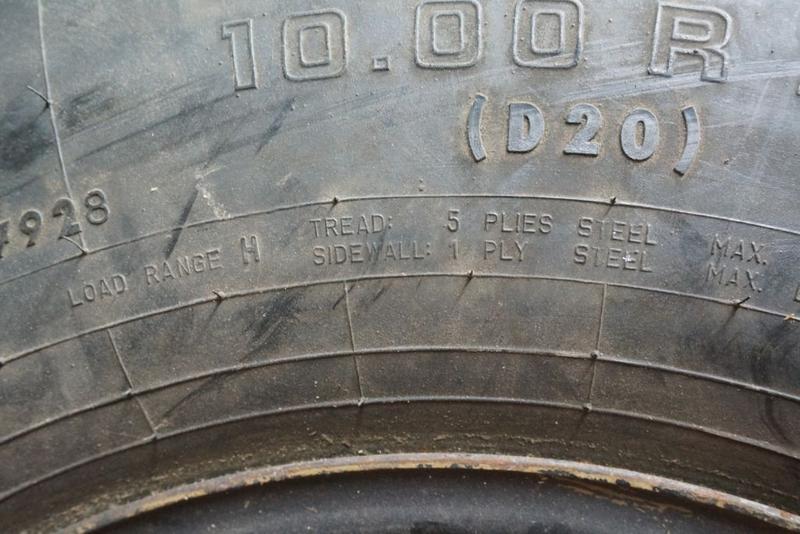 10.00 R
(D20)
7928
LOAD RANGE H
TREAD: 5 PLIES STEEL MAX.
SIDEWALL: 1 PLY STEEL MAX.